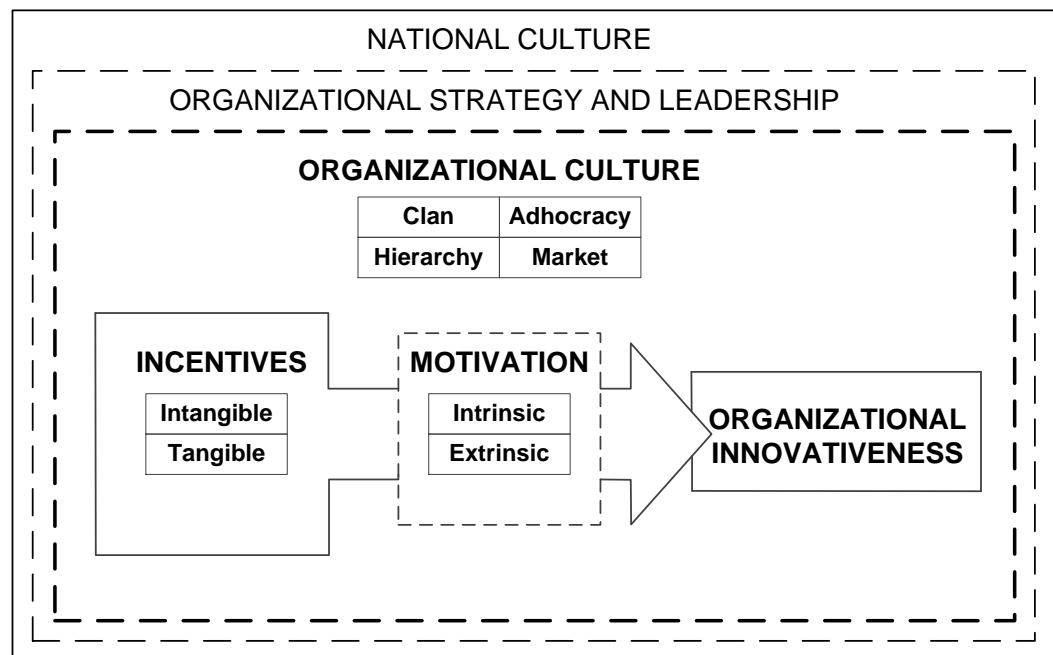 NATIONAL CULTURE
ORGANIZATIONAL STRATEGY AND LEADERSHIP
ORGANIZATIONAL CULTURE
Clan Adhocracy
Hierarchy Market
INCENTIVES
Intangible
Tangible
MOTIVATION
Intrinsic
Extrinsic
ORGANIZATIONAL
INNOVATIVENESS